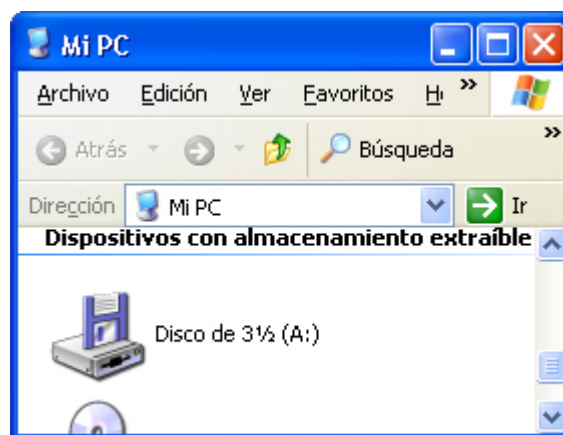 Mi PC
Archivo Edición Ver Favoritos »
Atrás Búsqueda »
Dirección Mi PC Ir
Dispositivos con almacenamiento extraíble
Disco de 3½ (A:)